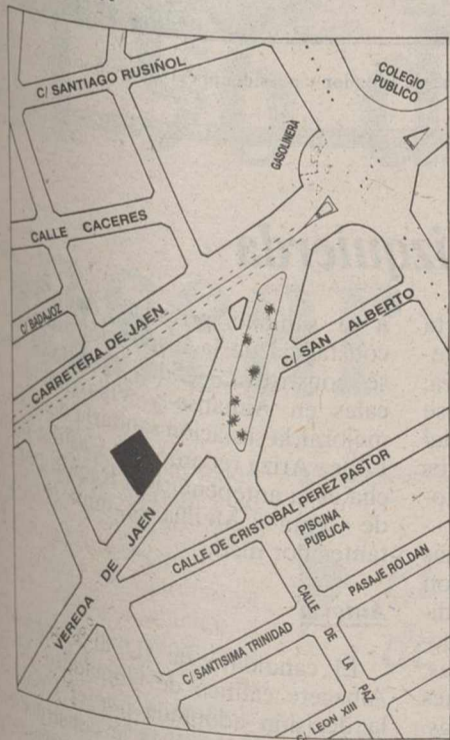 C/ SANTIAGO RUSIÑOL
COLEGIO
PUBLICO
GASOLINERA
CALLE CACERES
C/ BADAJOZ
CARRETERA DE JAEN
C/ SAN ALBERTO
CALLE DE CRISTOBAL PEREZ PASTOR
PISCINA
PUBLICA
VEREDA DE JAEN
PASAJE ROLDAN
CALLE DE LA PAZ
C/ SANTISIMA TRINIDAD
C/ LEON XIII